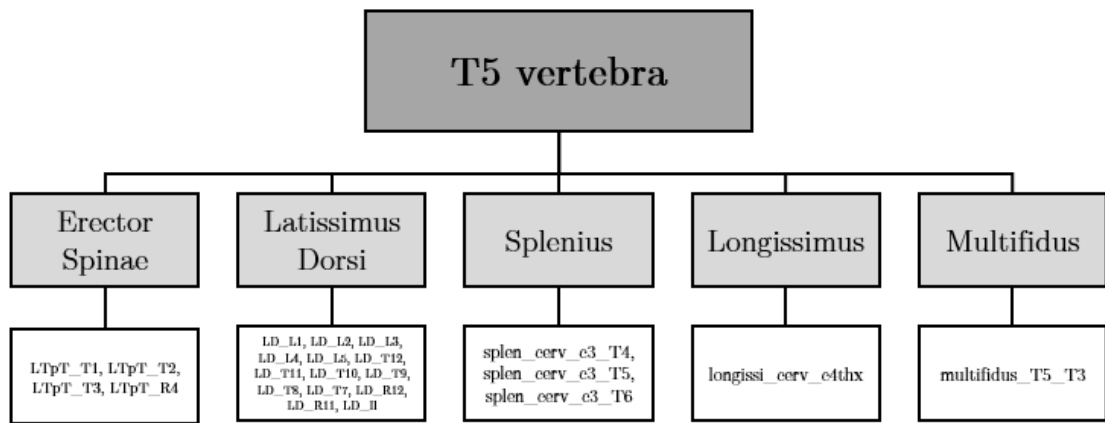 T5 vertebra
Erector
Spinae
Latissimus
Dorsi
Splenius
Longissimus
Multifidus
LTpT_T1, LTpT_T2,
LTpT_T3, LTpT_R4
LD_L1, LD_L2, LD_L3,
LD_L4, LD_L5, LD_T12,
LD_T11, LD_T10, LD_T9,
LD_T8, LD_T7, LD_R12,
LD_R11, LD_Il
splen_cerv_c3_T4,
splen_cerv_c3_T5,
splen_cerv_c3_T6
longissi_cerv_c4thx
multifidus_T5_T3